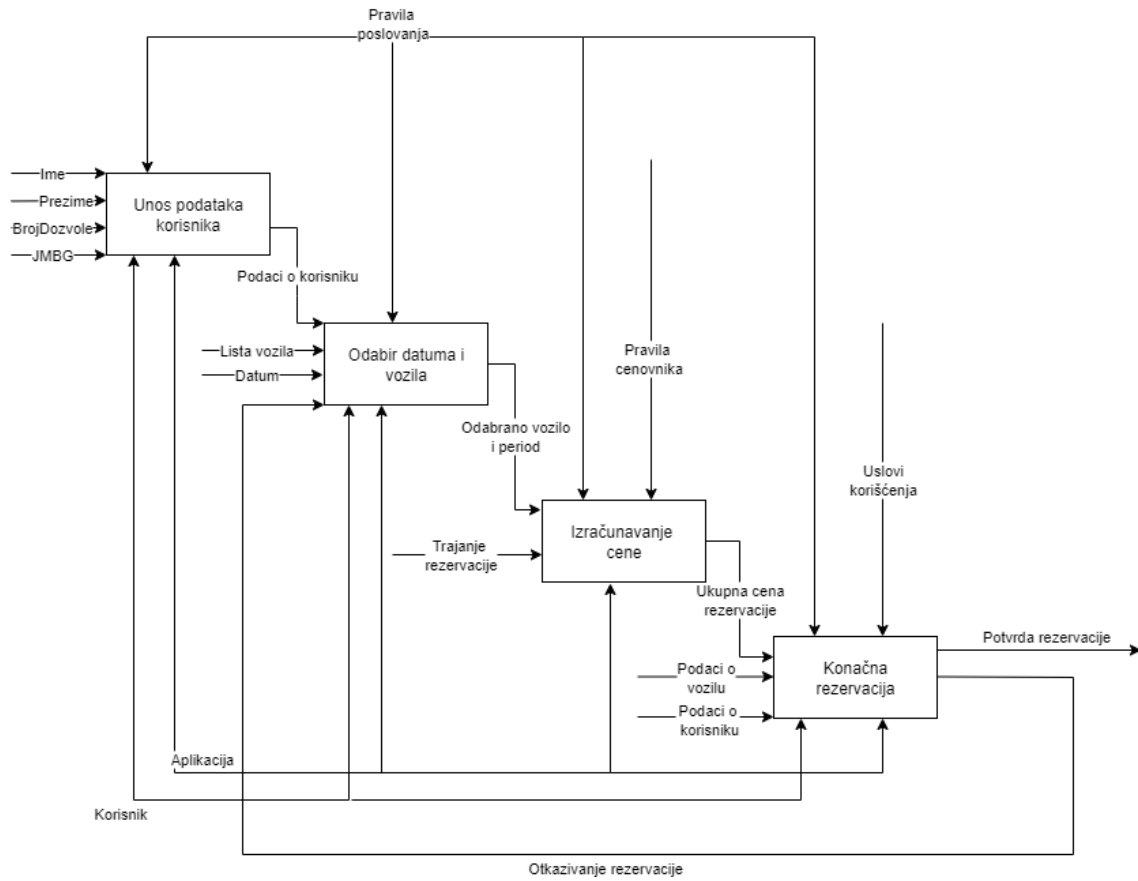 Pravila
poslovanja
Ime
Prezime
BrojDozvole
JMBG
Unos podataka
korisnika
Podaci o korisniku
Lista vozila
Datum
Odabir datuma i
vozila
Pravila
cenovnika
Odabrano vozilo
i period
Uslovi
korišćenja
Trajanje
rezervacije
Izračunavanje
cene
Ukupna cena
rezervacije
Podaci o
vozilu
Podaci o
korisniku
Konačna
rezervacija
Potvrda rezervacije
Aplikacija
Korisnik
Otkazivanje rezervacije